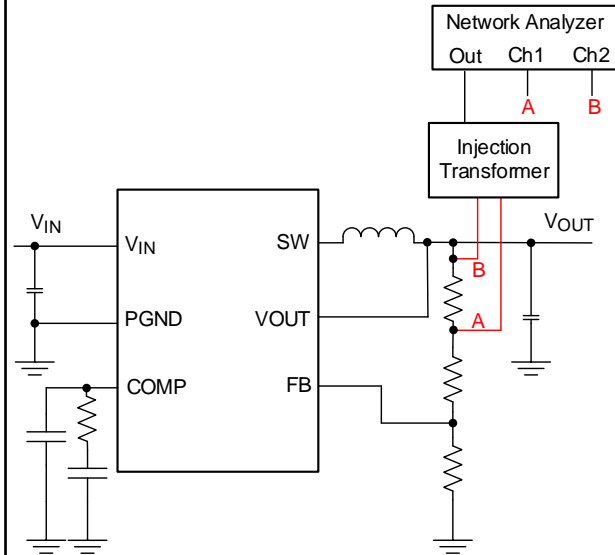 Network Analyzer
Out Ch1 Ch2
A B
Injection
Transformer
VIN
VOUT
VIN
SW
B
PGND
VOUT
A
COMP
FB